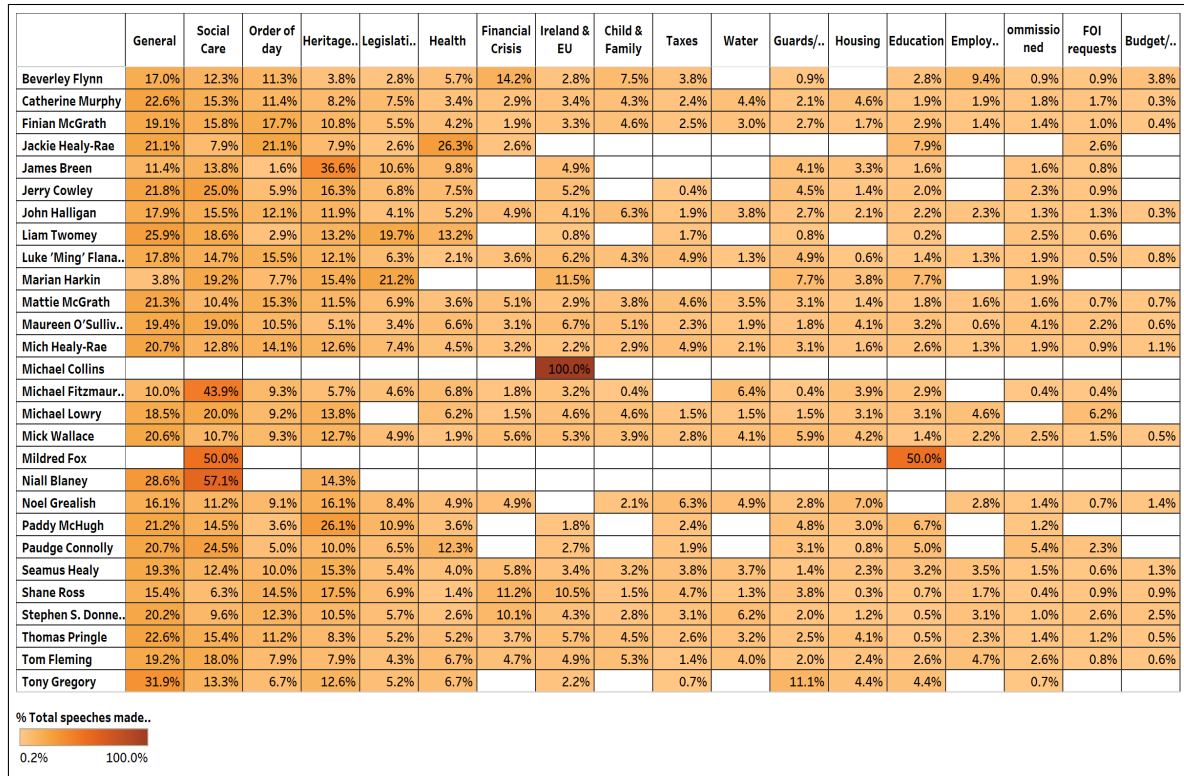 General Social Care Order of day Heritage.. Legislati.. Health Financial Crisis Ireland & EU Child & Family Taxes Water Guards/.. Housing Education Employ.. ommissio ned FOI requests Budget/..
Beverley Flynn 17.0% 12.3% 11.3% 3.8% 2.8% 5.7% 14.2% 2.8% 7.5% 3.8% 0.9% 2.8% 9.4% 0.9% 0.9% 3.8%
Catherine Murphy 22.6% 15.3% 11.4% 8.2% 7.5% 3.4% 2.9% 3.4% 4.3% 2.4% 4.4% 2.1% 4.6% 1.9% 1.9% 1.8% 1.7% 0.3%
Finian McGrath 19.1% 15.8% 17.7% 10.8% 5.5% 4.2% 1.9% 3.3% 4.6% 2.5% 3.0% 2.7% 1.7% 2.9% 1.4% 1.4% 1.0% 0.4%
Jackie Healy-Rae 21.1% 7.9% 21.1% 7.9% 2.6% 26.3% 2.6% 7.9% 2.6%
James Breen 11.4% 13.8% 1.6% 36.6% 10.6% 9.8% 4.9% 4.1% 3.3% 1.6% 1.6% 0.8%
Jerry Cowley 21.8% 25.0% 5.9% 16.3% 6.8% 7.5% 5.2% 0.4% 4.5% 1.4% 2.0% 2.3% 0.9%
John Halligan 17.9% 15.5% 12.1% 11.9% 4.1% 5.2% 4.9% 4.1% 6.3% 1.9% 3.8% 2.7% 2.1% 2.2% 2.3% 1.3% 1.3% 0.3%
Liam Twomey 25.9% 18.6% 2.9% 13.2% 19.7% 13.2% 0.8% 1.7% 0.8% 0.2% 2.5% 0.6%
Luke ’Ming’ Flana.. 17.8% 14.7% 15.5% 12.1% 6.3% 2.1% 3.6% 6.2% 4.3% 4.9% 1.3% 4.9% 0.6% 1.4% 1.3% 1.9% 0.5% 0.8%
Marian Harkin 3.8% 19.2% 7.7% 15.4% 21.2% 11.5% 7.7% 3.8% 7.7% 1.9%
Mattie McGrath 21.3% 10.4% 15.3% 11.5% 6.9% 3.6% 5.1% 2.9% 3.8% 4.6% 3.5% 3.1% 1.4% 1.8% 1.6% 1.6% 0.7% 0.7%
Maureen O’Sulliv.. 19.4% 19.0% 10.5% 5.1% 3.4% 6.6% 3.1% 6.7% 5.1% 2.3% 1.9% 1.8% 4.1% 3.2% 0.6% 4.1% 2.2% 0.6%
Mich Healy-Rae 20.7% 12.8% 14.1% 12.6% 7.4% 4.5% 3.2% 2.2% 2.9% 4.9% 2.1% 3.1% 1.6% 2.6% 1.3% 1.9% 0.9% 1.1%
Michael Collins 100.0%
Michael Fitzmaur.. 10.0% 43.9% 9.3% 5.7% 4.6% 6.8% 1.8% 3.2% 0.4% 6.4% 0.4% 3.9% 2.9% 0.4% 0.4%
Michael Lowry 18.5% 20.0% 9.2% 13.8% 6.2% 1.5% 4.6% 4.6% 1.5% 1.5% 1.5% 3.1% 3.1% 4.6% 6.2%
Mick Wallace 20.6% 10.7% 9.3% 12.7% 4.9% 1.9% 5.6% 5.3% 3.9% 2.8% 4.1% 5.9% 4.2% 1.4% 2.2% 2.5% 1.5% 0.5%
Mildred Fox 50.0% 50.0%
Niall Blaney 28.6% 57.1% 14.3%
Noel Grealish 16.1% 11.2% 9.1% 16.1% 8.4% 4.9% 4.9% 2.1% 6.3% 4.9% 2.8% 7.0% 2.8% 1.4% 0.7% 1.4%
Paddy McHugh 21.2% 14.5% 3.6% 26.1% 10.9% 3.6% 1.8% 2.4% 4.8% 3.0% 6.7% 1.2%
Paudge Connolly 20.7% 24.5% 5.0% 10.0% 6.5% 12.3% 2.7% 1.9% 3.1% 0.8% 5.0% 5.4% 2.3%
Seamus Healy 19.3% 12.4% 10.0% 15.3% 5.4% 4.0% 5.8% 3.4% 3.2% 3.8% 3.7% 1.4% 2.3% 3.2% 3.5% 1.5% 0.6% 1.3%
Shane Ross 15.4% 6.3% 14.5% 17.5% 6.9% 1.4% 11.2% 10.5% 1.5% 4.7% 1.3% 3.8% 0.3% 0.7% 1.7% 0.4% 0.9% 0.9%
Stephen S. Donne.. 20.2% 9.6% 12.3% 10.5% 5.7% 2.6% 10.1% 4.3% 2.8% 3.1% 6.2% 2.0% 1.2% 0.5% 3.1% 1.0% 2.6% 2.5%
Thomas Pringle 22.6% 15.4% 11.2% 8.3% 5.2% 5.2% 3.7% 5.7% 4.5% 2.6% 3.2% 2.5% 4.1% 0.5% 2.3% 1.4% 1.2% 0.5%
Tom Fleming 19.2% 18.0% 7.9% 7.9% 4.3% 6.7% 4.7% 4.9% 5.3% 1.4% 4.0% 2.0% 2.4% 2.6% 4.7% 2.6% 0.8% 0.6%
Tony Gregory 31.9% 13.3% 6.7% 12.6% 5.2% 6.7% 2.2% 0.7% 11.1% 4.4% 4.4% 0.7%
% Total speeches made..
0.2% 100.0%